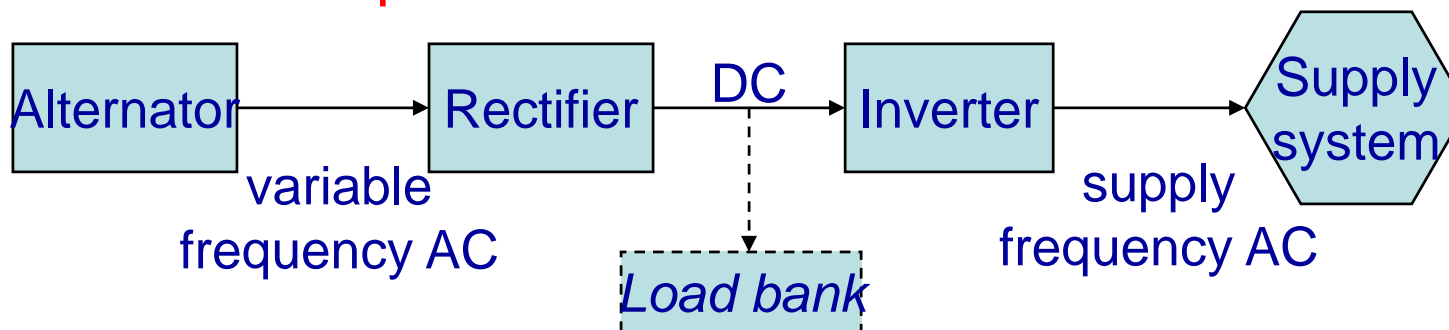 Alternator
Rectifier
DC
Inverter
Supply
system
variable
frequency AC
supply
frequency AC
Load bank